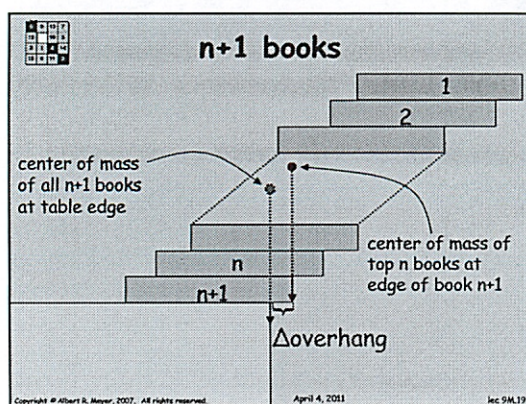 n+1 books
1
2
center of mass
of all n+1 books
at table edge
center of mass of
top n books at
edge of book n+1
n
n+1
Δoverhang
Copyright © Albert R. Meyer, 2007. All rights reserved.
April 4, 2011
lec 9M.19